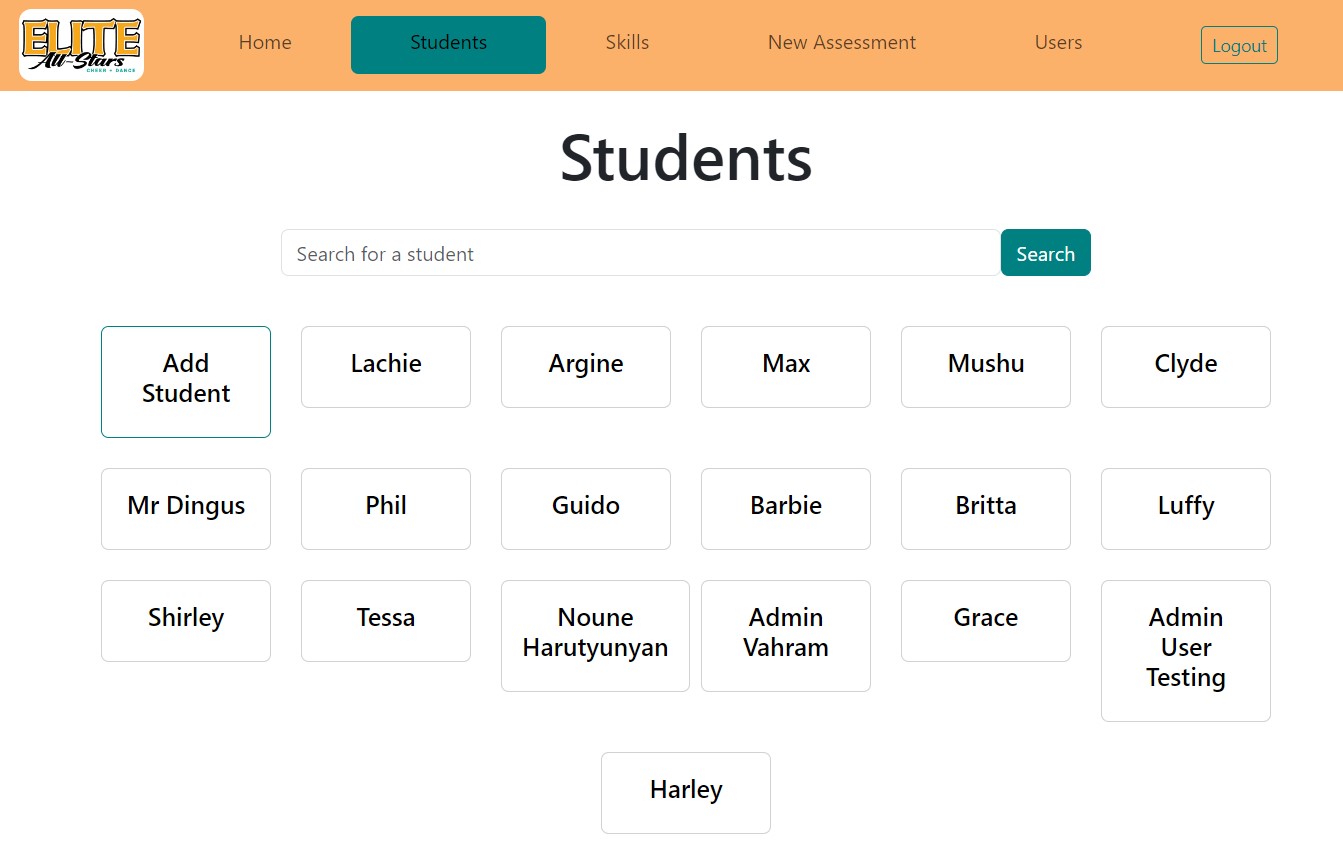 ELITE
All-Stars
CHEER + DANCE
Home
Students
Skills
New Assessment
Users
Logout
Students
Search for a student
Search
Add
Student
Lachie
Argine
Max
Mushu
Clyde
Mr Dingus
Phil
Guido
Barbie
Britta
Luffy
Shirley
Tessa
Noune
Harutyunyan
Admin
Vahram
Grace
Admin
User
Testing
Harley